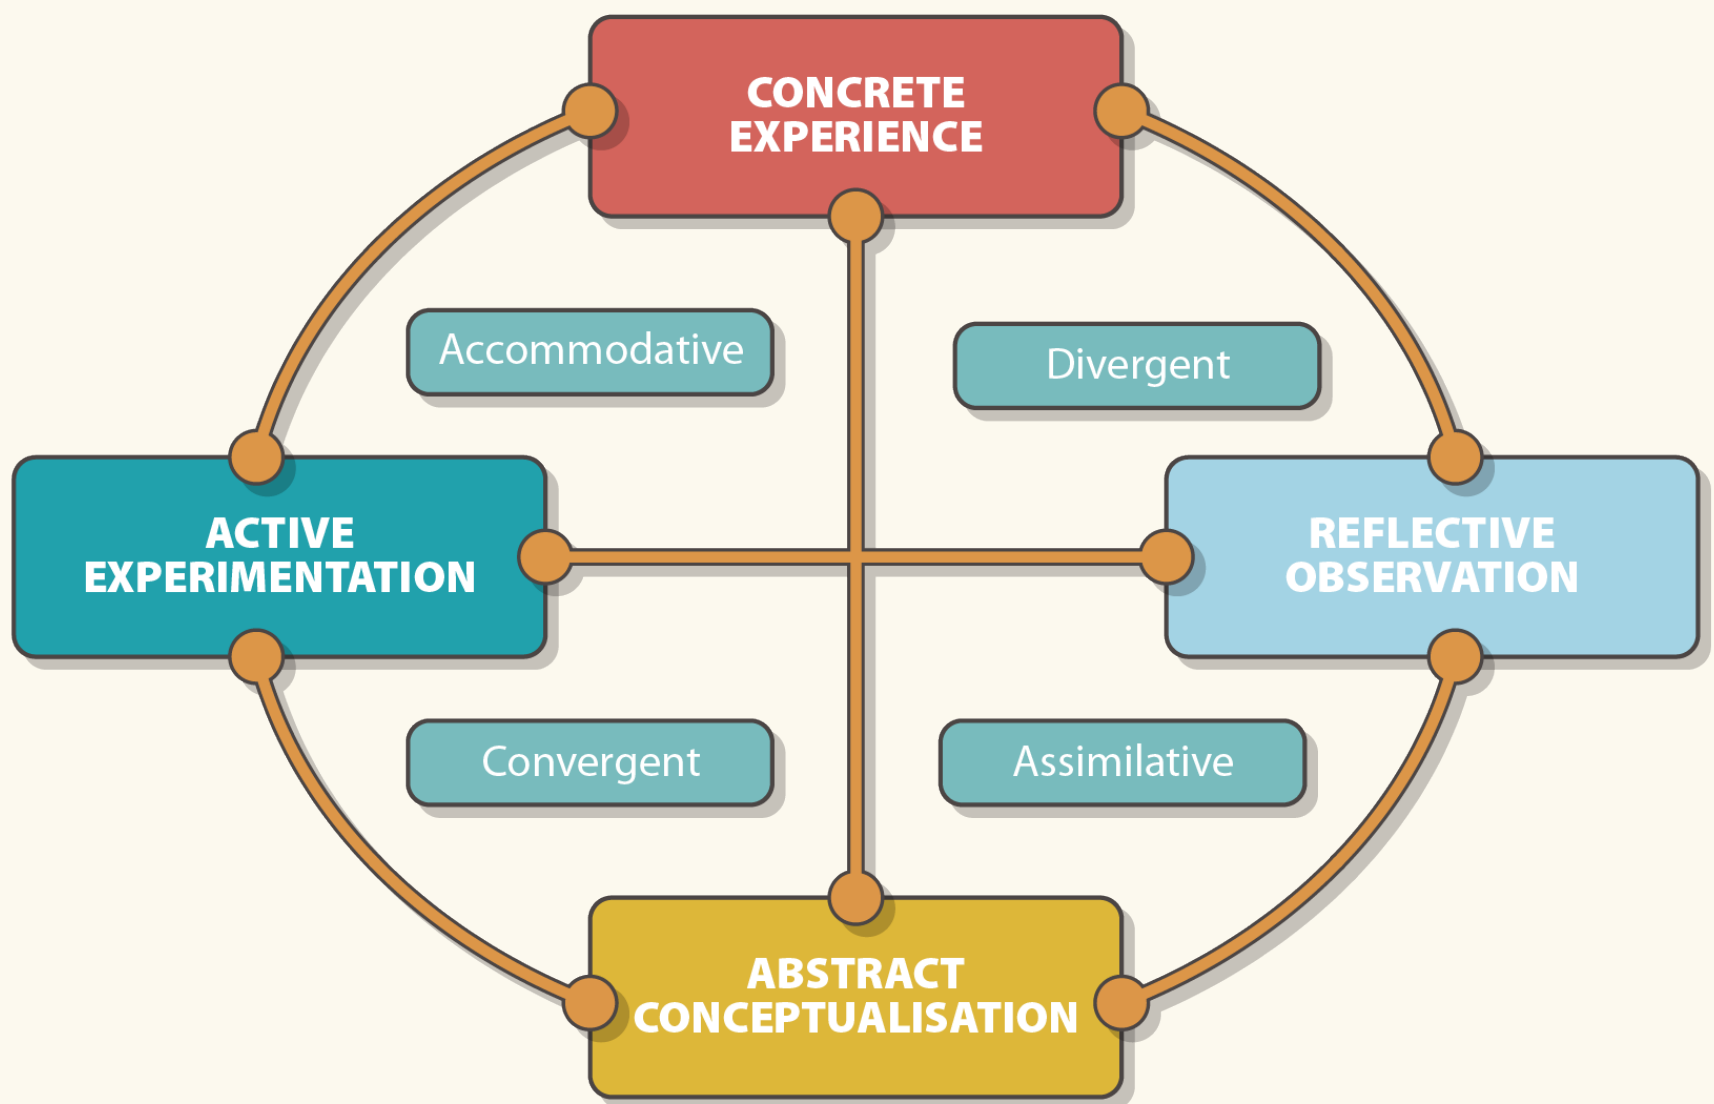 CONCRETE
EXPERIENCE
Accommodative
Divergent
ACTIVE
EXPERIMENTATION
REFLECTIVE
OBSERVATION
Convergent
Assimilative
ABSTRACT
CONCEPTUALISATION